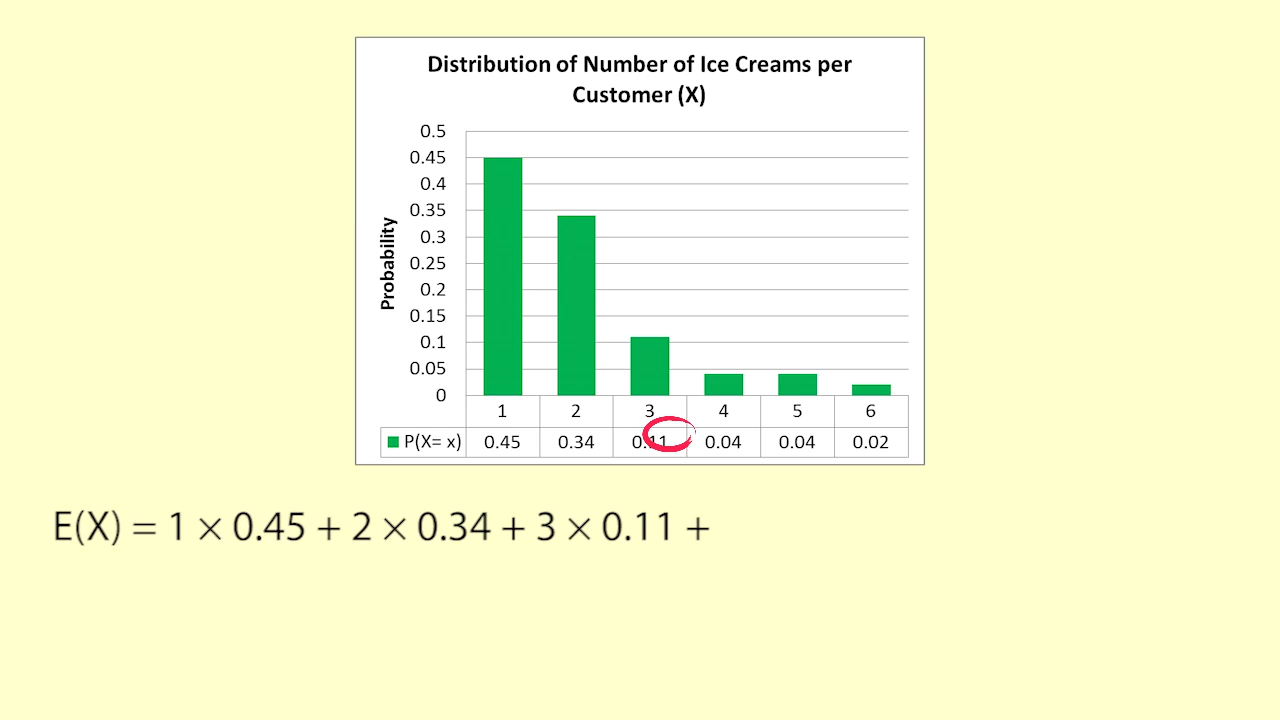 Distribution of Number of Ice Creams per
Customer (X)
0.5
0.45
0.4
0.35
0.3
0.25
0.2
0.15
0.1
0.05
0
Probability
1 2 3 4 5 6
P(X= x) 0.45 0.34 0.11 0.04 0.04 0.02
E(X) = 1 × 0.45 + 2 × 0.34 + 3 × 0.11 +